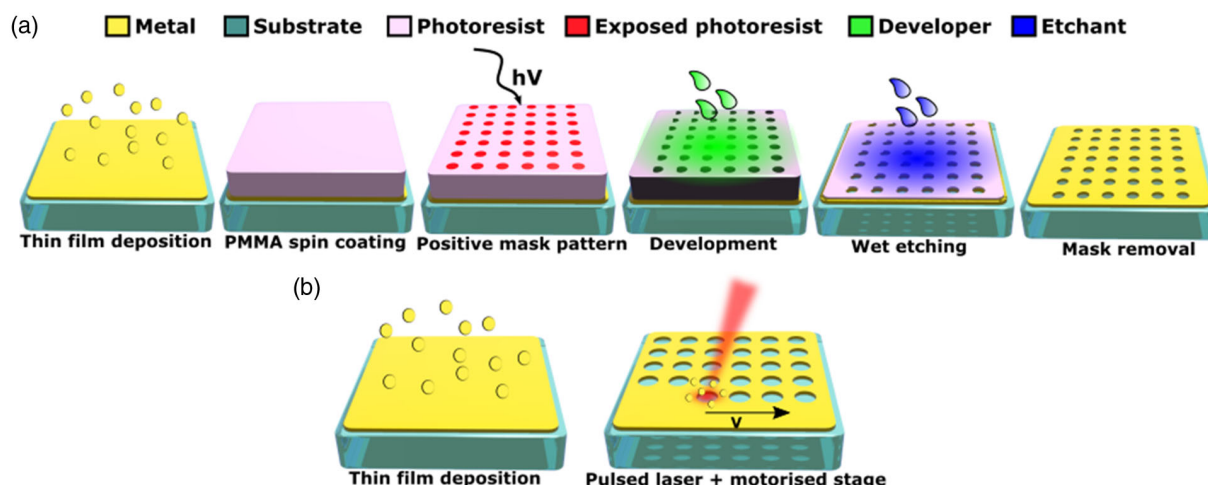 (a)
Metal Substrate Photoresist Exposed photoresist Developer Etchant
hV
Thin film deposition PMMA spin coating Positive mask pattern Development Wet etching Mask removal
(b)
v
Thin film deposition Pulsed laser + motorised stage